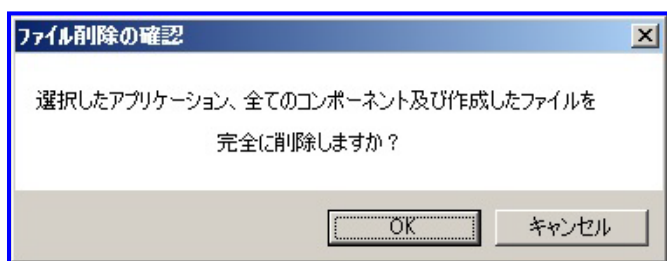 ファイル削除の確認
選択したアプリケーション、全てのコンポーネント及び作成したファイルを
完全に削除しますか？
OK
キャンセル